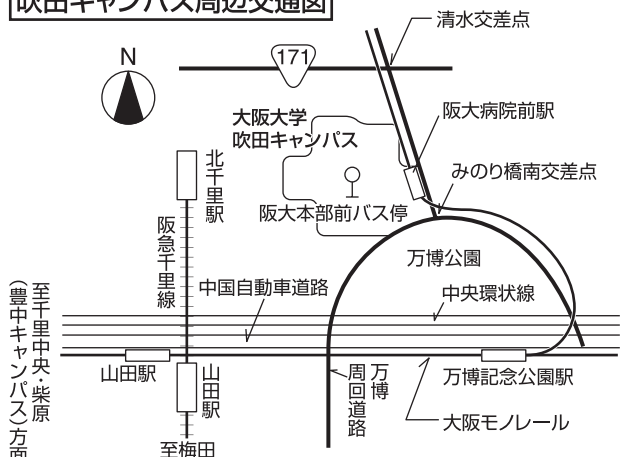 吹田キャンパス周辺交通図
清水交差点
N
171
大阪大学
吹田キャンパス
阪大病院前駅
北千里駅
みのり橋南交差点
阪大本部前バス停
阪急千里線
万博公園
中国自動車道路
中央環状線
至千里中央・柴原
(豊中キャンパス)方面
山田駅
山田駅
万博
周回道路
万博記念公園駅
大阪モノレール
至梅田